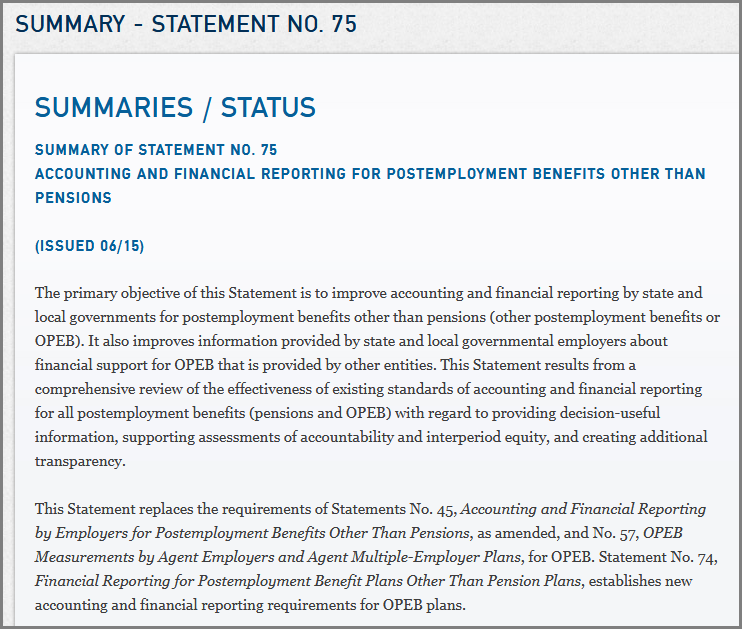 SUMMARY - STATEMENT NO. 75
SUMMARIES / STATUS
SUMMARY OF STATEMENT NO. 75
ACCOUNTING AND FINANCIAL REPORTING FOR POSTEMPLOYMENT BENEFITS OTHER THAN
PENSIONS
(ISSUED 06/15)
The primary objective of this Statement is to improve accounting and financial reporting by state and
local governments for postemployment benefits other than pensions (other postemployment benefits or
OPEB). It also improves information provided by state and local governmental employers about
financial support for OPEB that is provided by other entities. This Statement results from a
comprehensive review of the effectiveness of existing standards of accounting and financial reporting
for all postemployment benefits (pensions and OPEB) with regard to providing decision-useful
information, supporting assessments of accountability and interperiod equity, and creating additional
transparency.
This Statement replaces the requirements of Statements No. 45, Accounting and Financial Reporting
by Employers for Postemployment Benefits Other Than Pensions, as amended, and No. 57, OPEB
Measurements by Agent Employers and Agent Multiple-Employer Plans, for OPEB. Statement No. 74,
Financial Reporting for Postemployment Benefit Plans Other Than Pension Plans, establishes new
accounting and financial reporting requirements for OPEB plans.